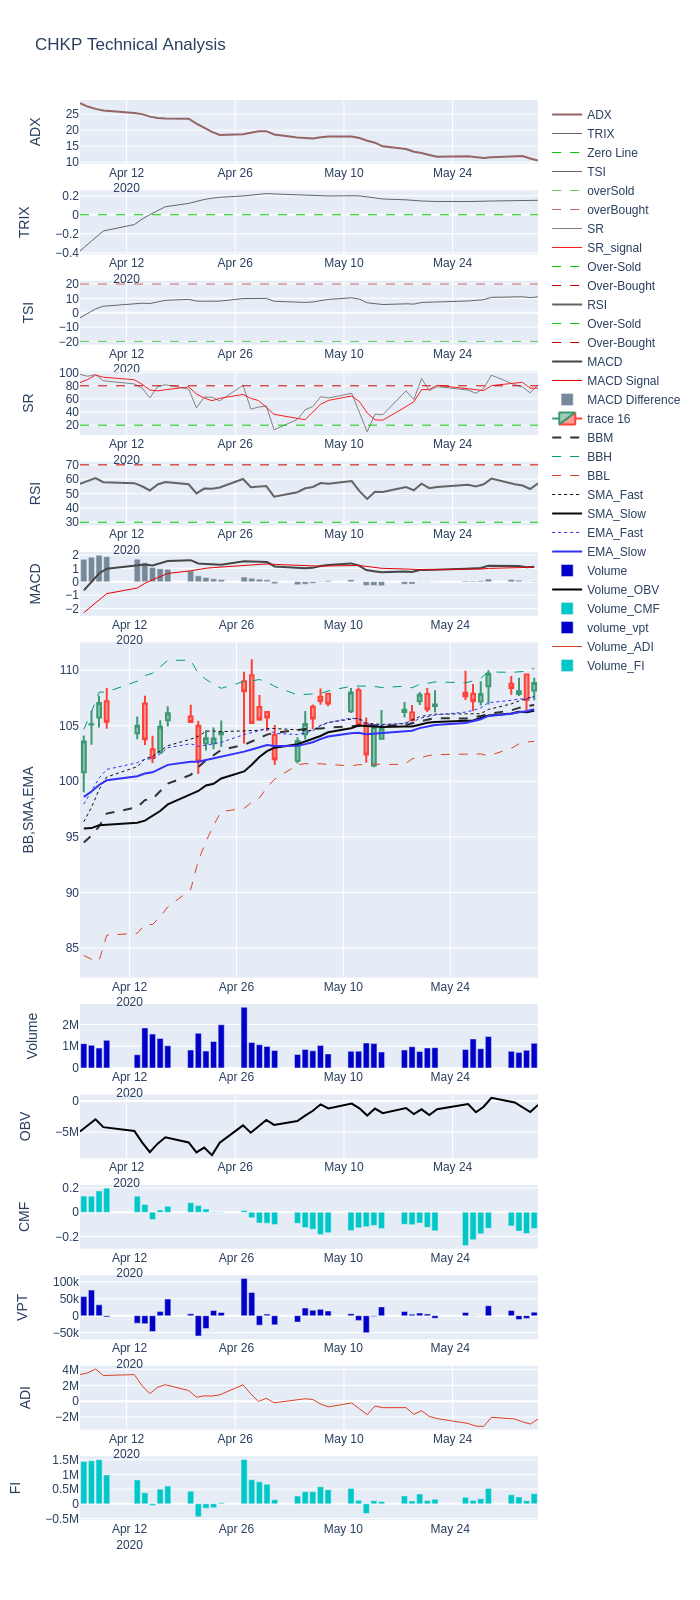 CHKP Technical Analysis
ADX
25
20
15
10
Apr 12
2020
Apr 26
May 10
May 24
TRIX
0.2
0
−0.2
−0.4
Apr 12
2020
Apr 26
May 10
May 24
TSI
20
10
0
−10
−20
Apr 12
2020
Apr 26
May 10
May 24
SR
100
80
60
40
20
Apr 12
2020
Apr 26
May 10
May 24
RSI
70
60
50
40
30
Apr 12
2020
Apr 26
May 10
May 24
MACD
2
1
0
−1
−2
Apr 12
2020
Apr 26
May 10
May 24
BB,SMA,EMA
110
105
100
95
90
85
Apr 12
2020
Apr 26
May 10
May 24
Volume
2M
1M
0
Apr 12
2020
Apr 26
May 10
May 24
OBV
0
−5M
Apr 12
2020
Apr 26
May 10
May 24
CMF
0.2
0
−0.2
Apr 12
2020
Apr 26
May 10
May 24
VPT
100k
50k
0
−50k
Apr 12
2020
Apr 26
May 10
May 24
ADI
4M
2M
0
−2M
Apr 12
2020
Apr 26
May 10
May 24
FI
1.5M
1M
0.5M
0
−0.5M
Apr 12
2020
Apr 26
May 10
May 24
ADX
TRIX
Zero Line
TSI
overSold
overBought
SR
SR_signal
Over-Sold
Over-Bought
RSI
Over-Sold
Over-Bought
MACD
MACD Signal
MACD Difference
trace 16
BBM
BBH
BBL
SMA_Fast
SMA_Slow
EMA_Fast
EMA_Slow
Volume
Volume_OBV
Volume_CMF
volume_vpt
Volume_ADI
Volume_FI